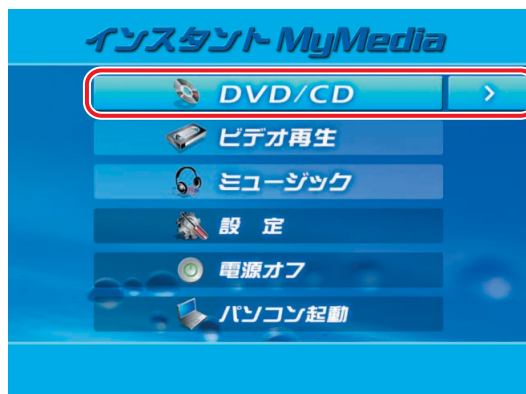 インスタント MyMedia
DVD/CD >
ビデオ再生
ミュージック
設 定
電源オフ
パソコン起動